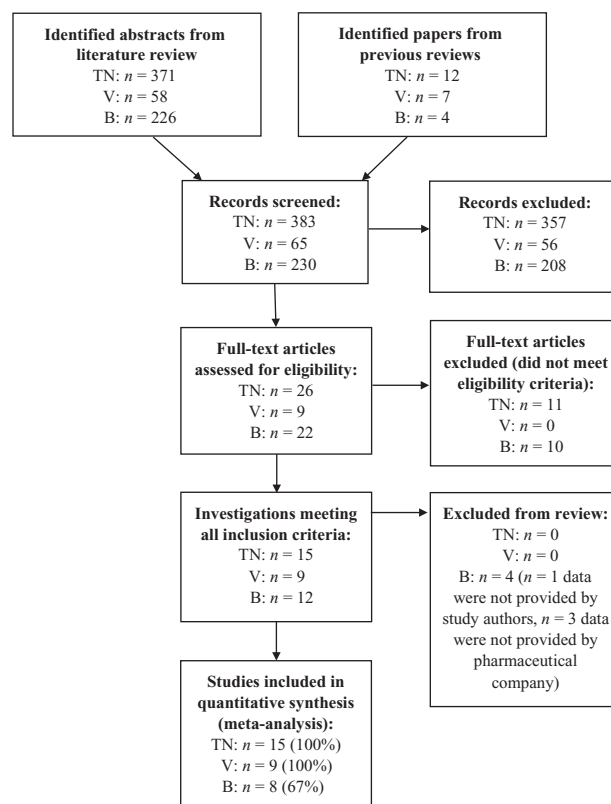 Identified abstracts from
literature review
TN: n = 371
V: n = 58
B: n = 226
Identified papers from
previous reviews
TN: n = 12
V: n = 7
B: n = 4
Records screened:
TN: n = 383
V: n = 65
B: n = 230
Records excluded:
TN: n = 357
V: n = 56
B: n = 208
Full-text articles
assessed for eligibility:
TN: n = 26
V: n = 9
B: n = 22
Full-text articles
excluded (did not meet
eligibility criteria):
TN: n = 11
V: n = 0
B: n = 10
Investigations meeting
all inclusion criteria:
TN: n = 15
V: n = 9
B: n = 12
Excluded from review:
TN: n = 0
V: n = 0
B: n = 4 (n = 1 data
were not provided by
study authors, n = 3 data
were not provided by
pharmaceutical
company)
Studies included in
quantitative synthesis
(meta-analysis):
TN: n = 15 (100%)
V: n = 9 (100%)
B: n = 8 (67%)